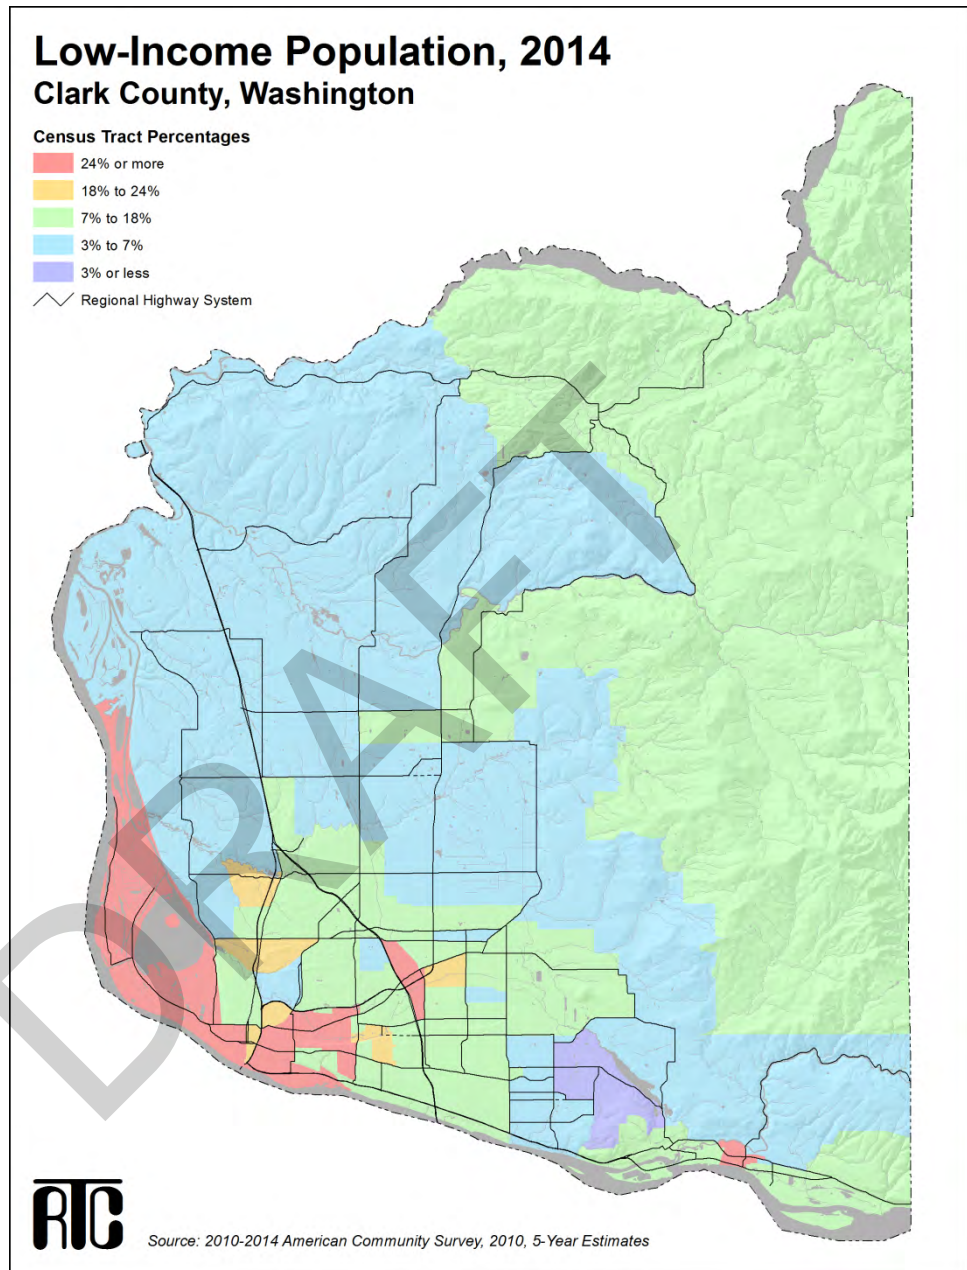 Low-Income Population, 2014
Clark County, Washington
Census Tract Percentages
24% or more
18% to 24%
7% to 18%
3% to 7%
3% or less
Regional Highway System
DRAFT
RTC
Source: 2010-2014 American Community Survey, 2010, 5-Year Estimates